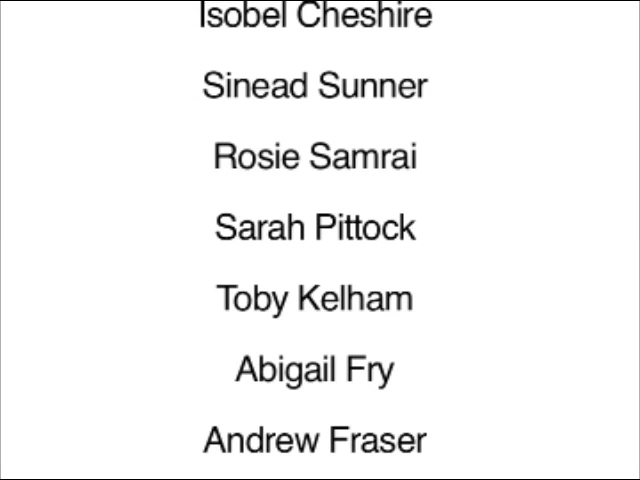 Isobel Cheshire
Sinead Sunner
Rosie Samrai
Sarah Pittock
Toby Kelham
Abigail Fry
Andrew Fraser